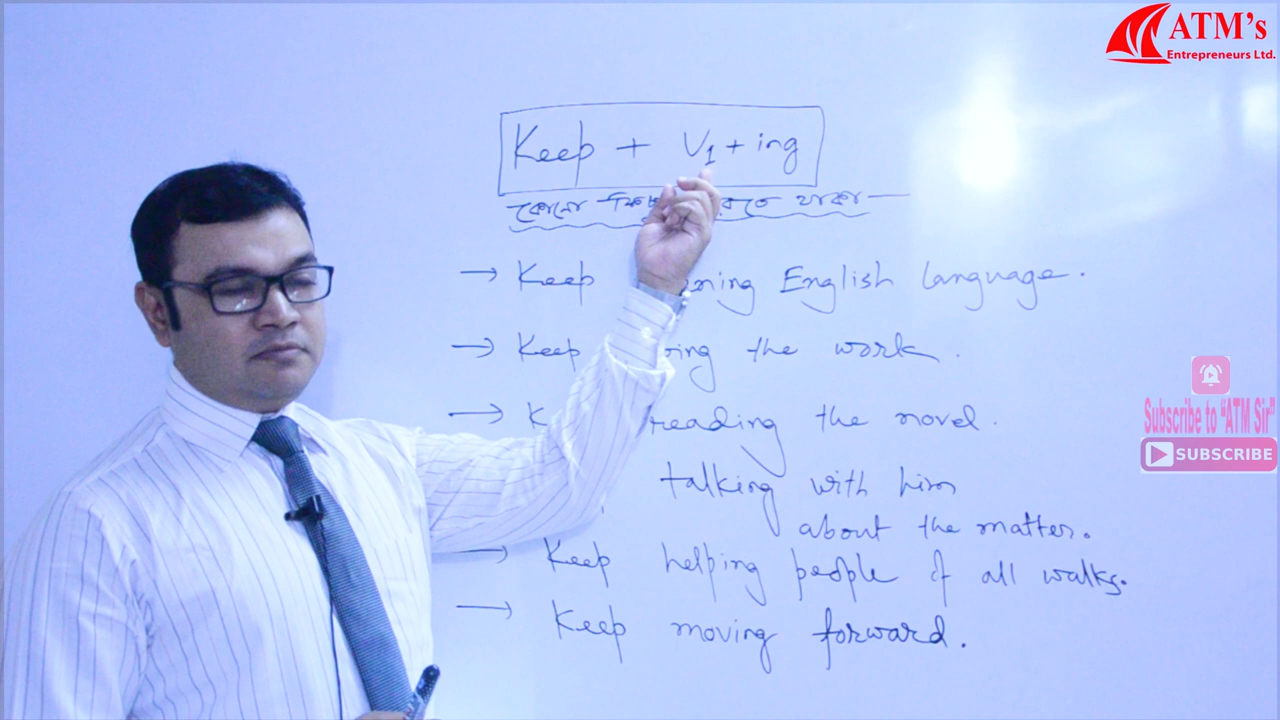 ATM's
Entrepreneurs Ltd.
Keep + V1 + ing
কোনো কিছু থাকা
Keep English language.
Keep the work.
reading the novel.
talking with him
about the matter.
Keep helping people of all walks.
Keep moving forward.
Subscribe to "ATM Sir"
SUBSCRIBE